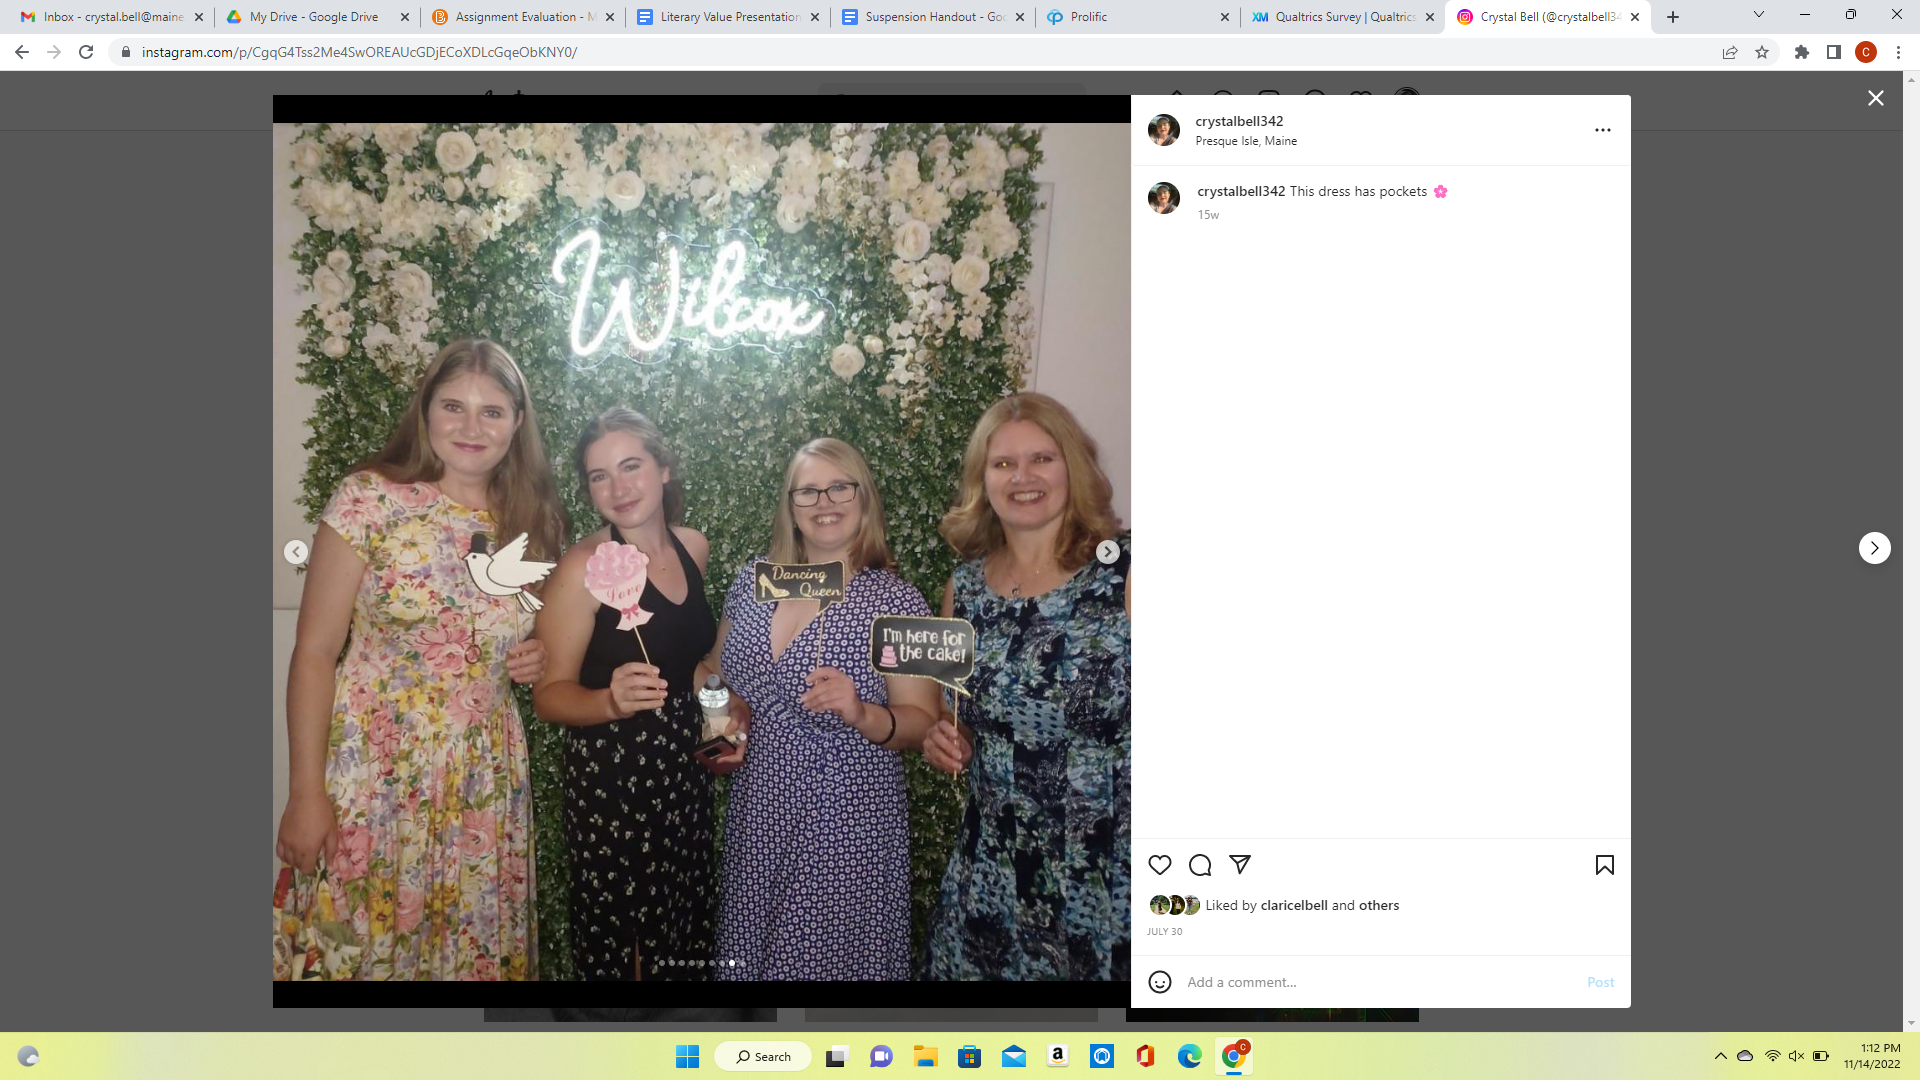 Inbox - crystal.bell@maine.
My Drive - Google Drive
Assignment Evaluation - M
Literary Value Presentation
Suspension Handout - Goo
Prolific
Qualtrics Survey | Qualtrics
Crystal Bell (@crystalbell34
instagram.com/p/CgqG4Tss2Me4SwOREAUcGDjECoXDLcGqeObKNY0/
C
crystalbell342
Presque Isle, Maine
crystalbell342 This dress has pockets
15w
Wilcox
Love
Dancing
Queen
I'm here for
the cake!
Liked by claricelbell and others
JULY 30
Add a comment...
Post
Search
C
1:12 PM
11/14/2022